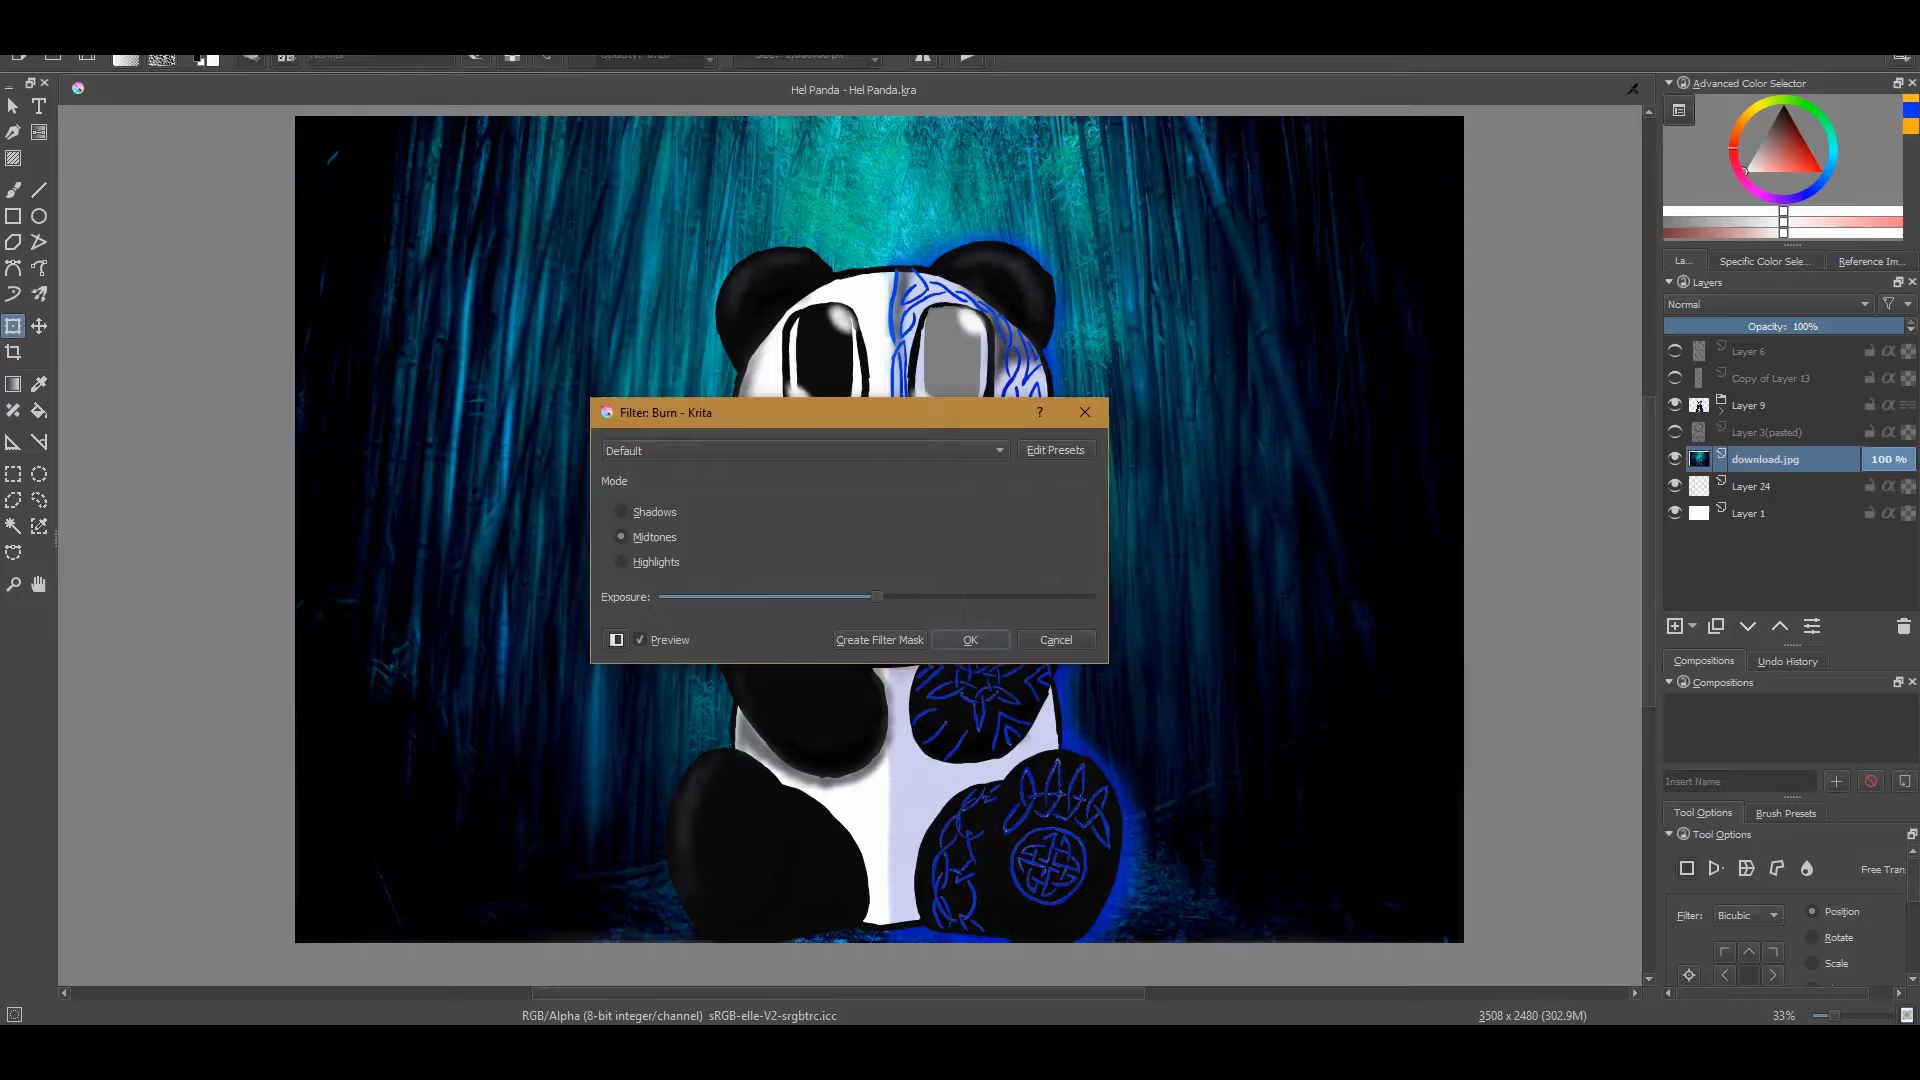 Hel Panda - Hel Panda.kra
Advanced Color Selector
La...
Specific Color Sele...
Reference Im...
Layers
Normal
Opacity: 100%
Layer 6
Copy of Layer 13
Layer 9
Layer 3(pasted)
download.jpg
100 %
Layer 24
Layer 1
Filter: Burn - Krita
?
Default
Edit Presets
Mode
Shadows
Midtones
Highlights
Exposure:
Preview
Create Filter Mask
OK
Cancel
Compositions
Undo History
Compositions
Insert Name
Tool Options
Brush Presets
Tool Options
Free Tran
Filter:
Bicubic
Position
Rotate
Scale
RGB/Alpha (8-bit integer/channel) sRGB-elle-V2-srgbtrc.icc
3508 x 2480 (302.9M)
33%